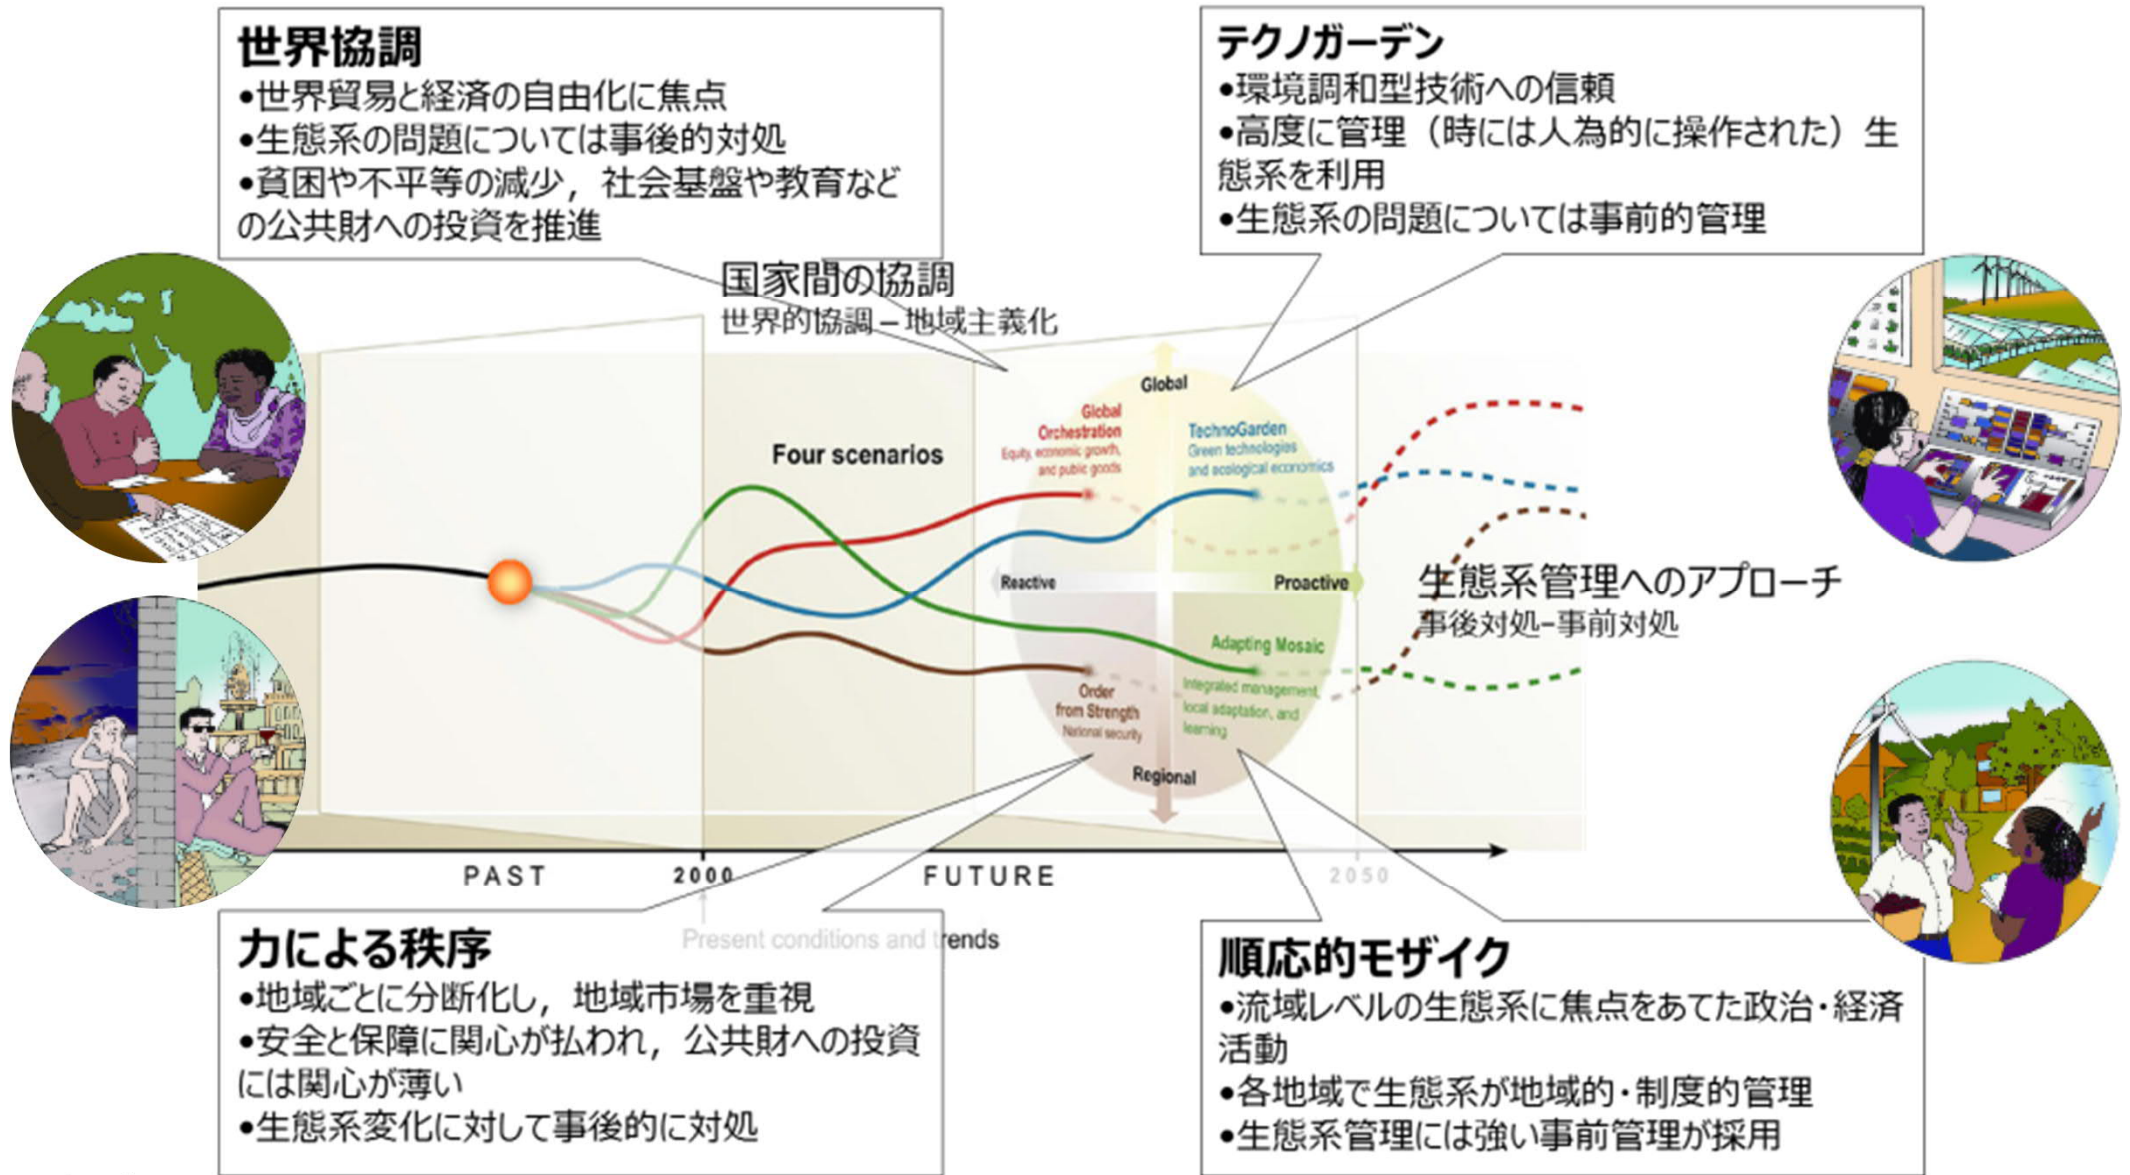 世界協調
•世界貿易と経済の自由化に焦点
•生態系の問題については事後的対処
•貧困や不平等の減少，社会基盤や教育など
の公共財への投資を推進
テクノガーデン
•環境調和型技術への信頼
•高度に管理（時には人為的に操作された）生
態系を利用
•生態系の問題については事前的管理
国家間の協調
世界的協調－地域主義化
Global
Four scenarios
Global
Orchestration
Equity, economic growth,
and public goods
TechnoGarden
Green technologies
and ecological economics
Reactive
Proactive
生態系管理へのアプローチ
事後対処−事前対処
Adapting Mosaic
Integrated management,
local adaptation, and
learning
Order
from Strength
National security
Regional
PAST
2000
FUTURE
2050
Present conditions and trends
力による秩序
•地域ごとに分断化し，地域市場を重視
•安全と保障に関心が払われ，公共財への投資
には関心が薄い
•生態系変化に対して事後的に対処
順応的モザイク
•流域レベルの生態系に焦点をあてた政治・経済
活動
•各地域で生態系が地域的・制度的管理
•生態系管理には強い事前管理が採用